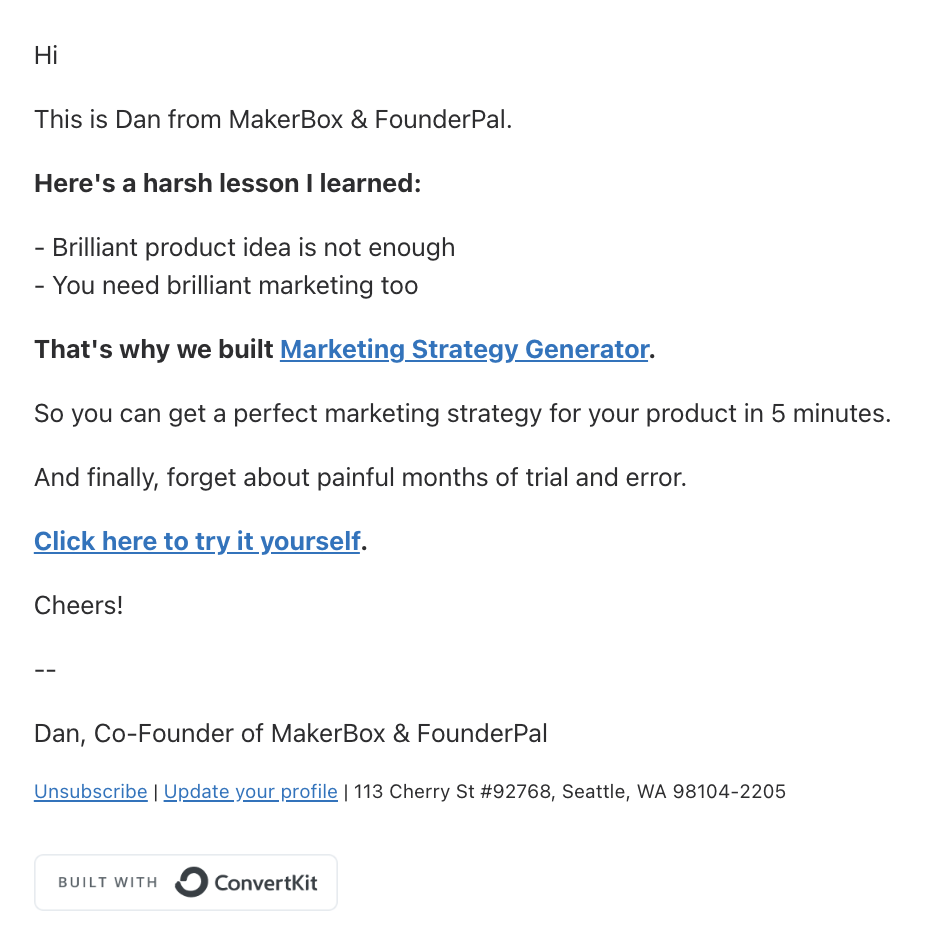 Hi
This is Dan from MakerBox & FounderPal.
Here's a harsh lesson I learned:
- Brilliant product idea is not enough
- You need brilliant marketing too
That's why we built Marketing Strategy Generator.
So you can get a perfect marketing strategy for your product in 5 minutes.
And finally, forget about painful months of trial and error.
Click here to try it yourself.
Cheers!
--
Dan, Co-Founder of MakerBox & FounderPal
Unsubscribe | Update your profile | 113 Cherry St #92768, Seattle, WA 98104-2205
BUILT WITH ConvertKit